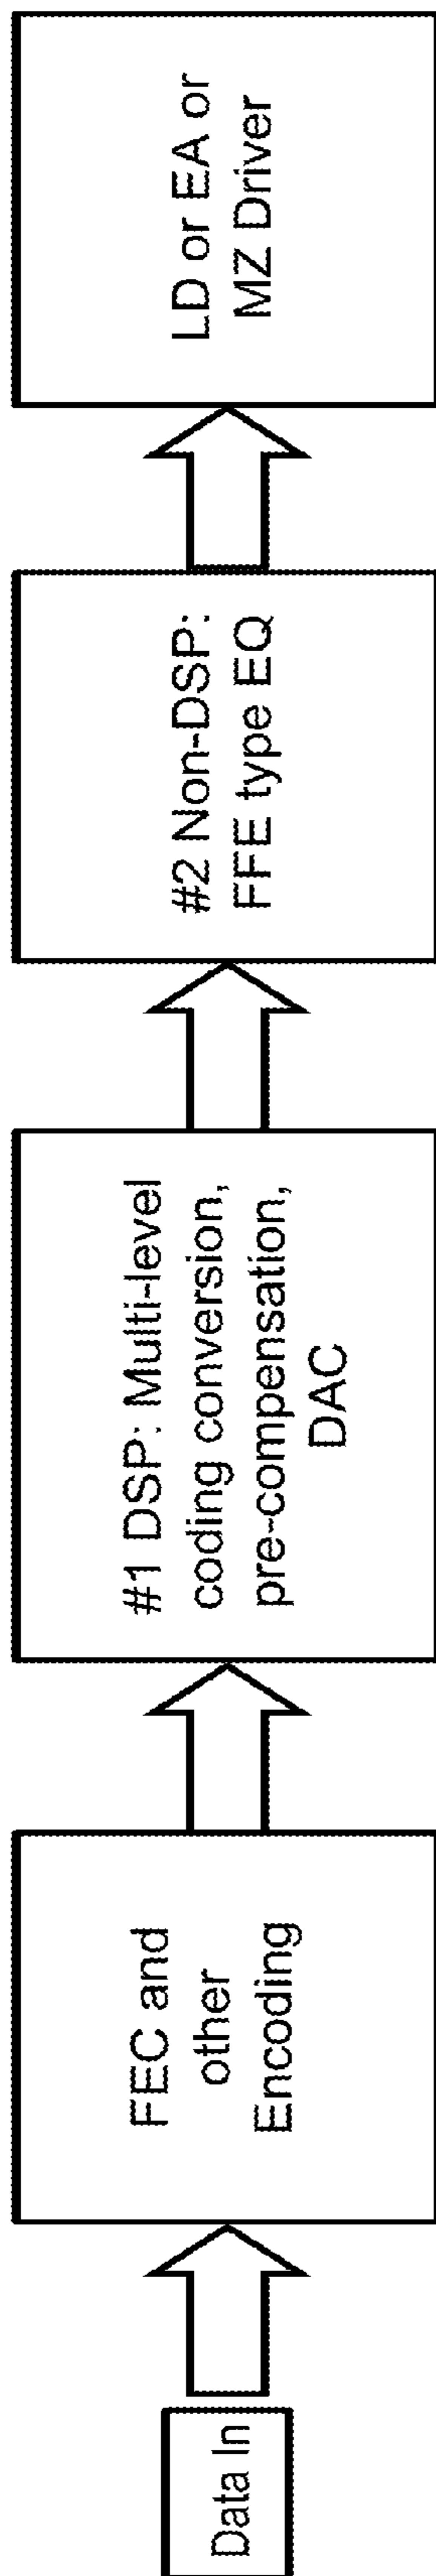 Data In
FEC and
other
Encoding
#1 DSP: Multi-level
coding conversion,
pre-compensation,
DAC
#2 Non-DSP:
FFE type EQ
LD or EA or
MZ Driver